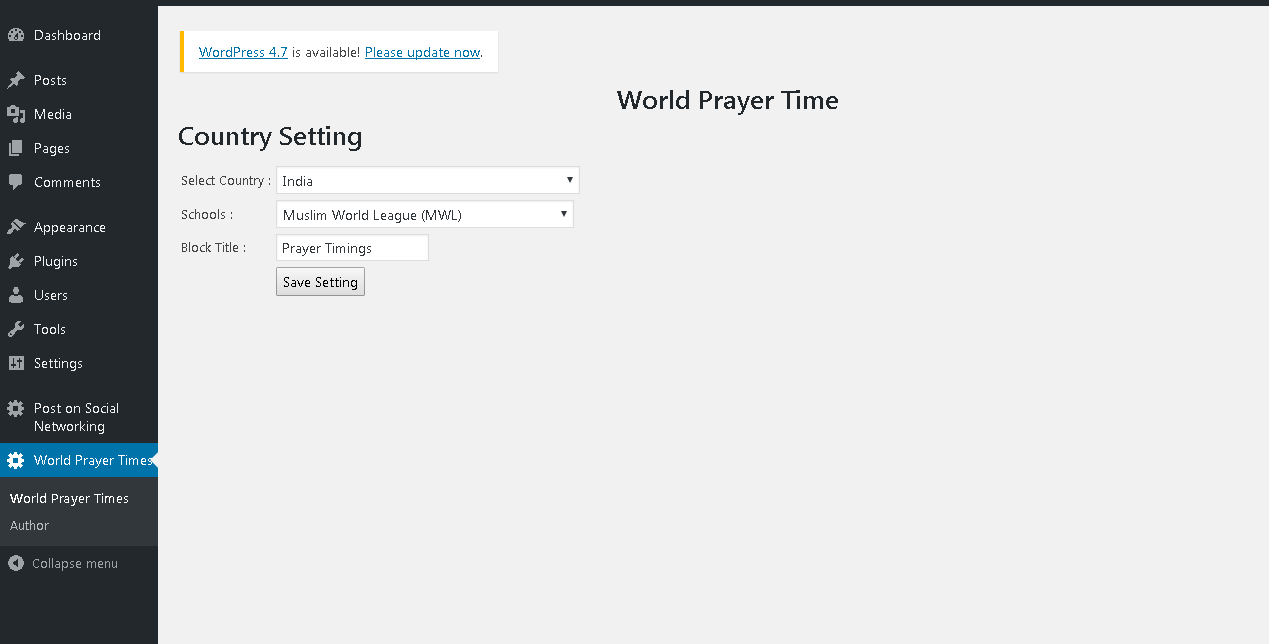 Dashboard
Posts
Media
Pages
Comments
Appearance
Plugins
Users
Tools
Settings
Post on Social
Networking
World Prayer Times
World Prayer Times
Author
Collapse menu
WordPress 4.7 is available! Please update now.
World Prayer Time
Country Setting
Select Country : India
Schools : Muslim World League (MWL)
Block Title : Prayer Timings
Save Setting